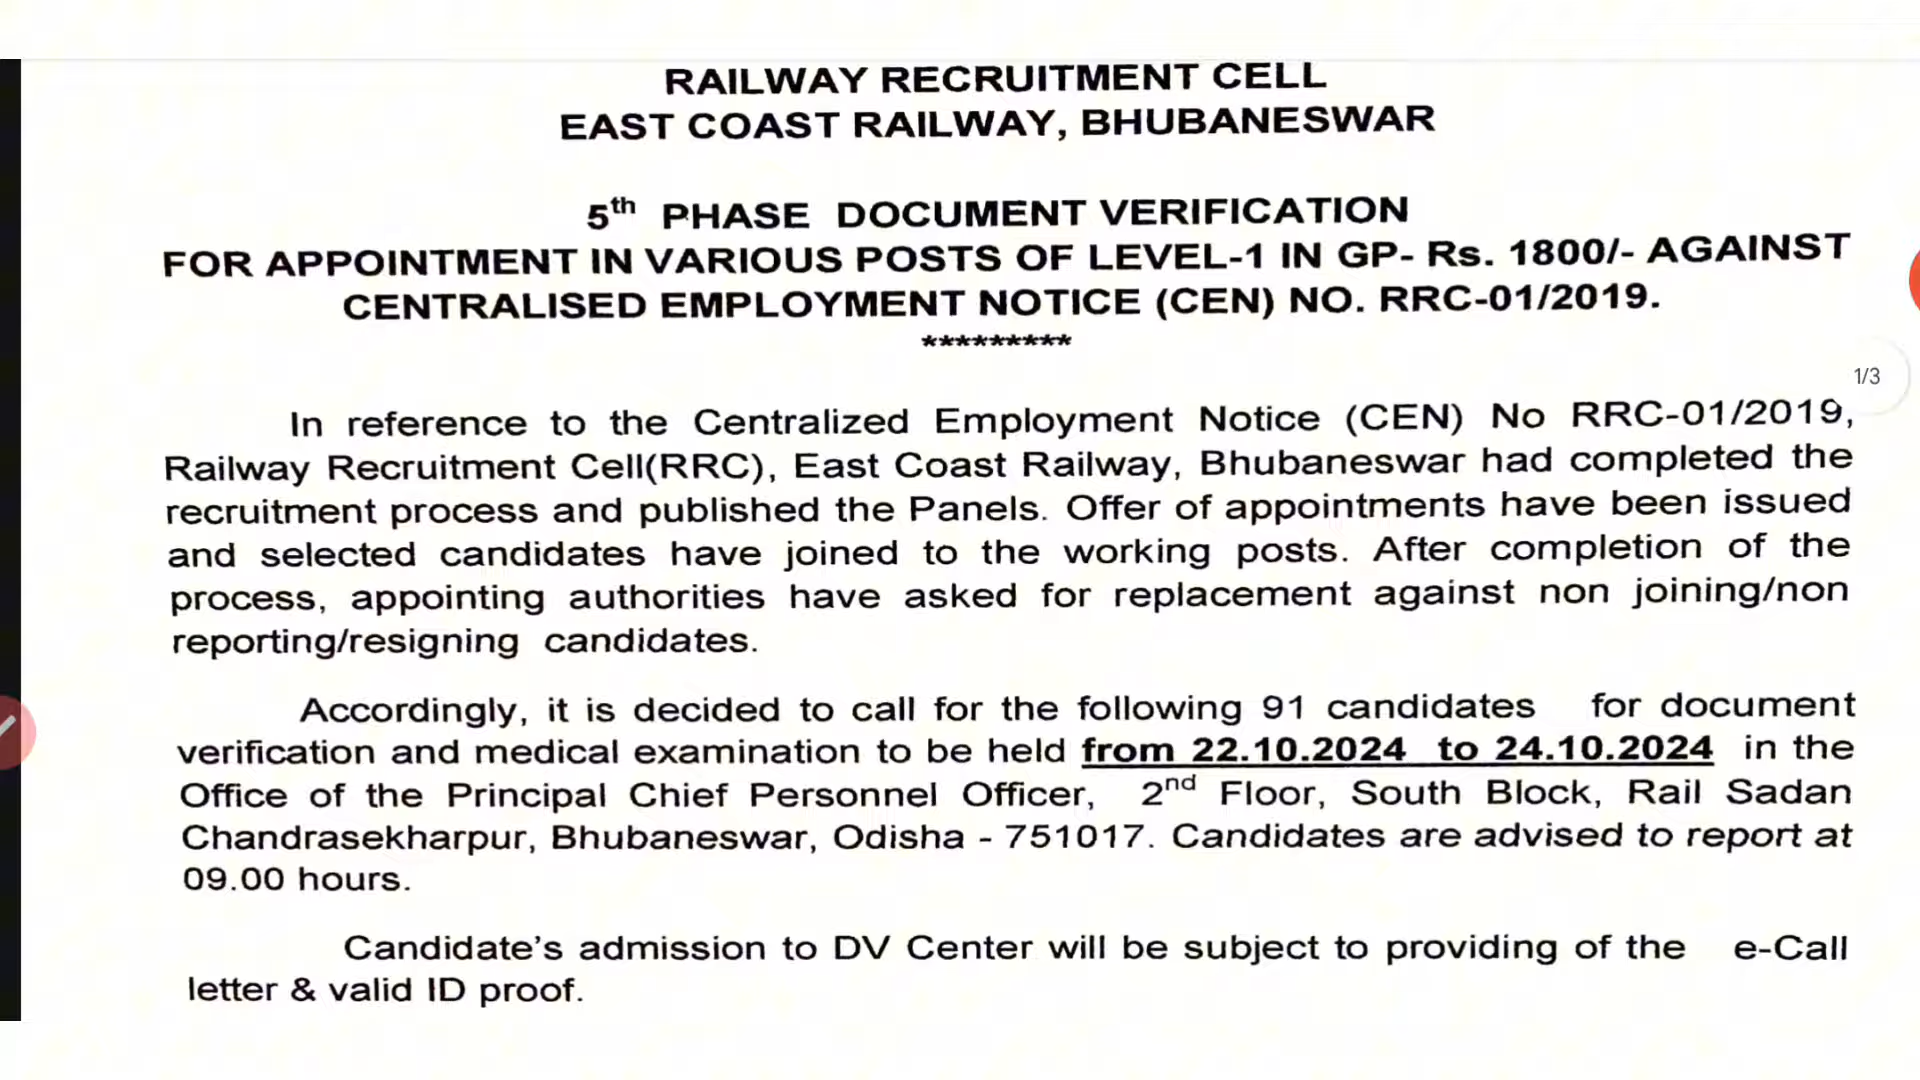 RAILWAY RECRUITMENT CELL
EAST COAST RAILWAY, BHUBANESWAR
5th PHASE DOCUMENT VERIFICATION
FOR APPOINTMENT IN VARIOUS POSTS OF LEVEL-1 IN GP- Rs. 1800/- AGAINST
CENTRALISED EMPLOYMENT NOTICE (CEN) NO. RRC-01/2019.
*********
1/3
In reference to the Centralized Employment Notice (CEN) No RRC-01/2019,
Railway Recruitment Cell(RRC), East Coast Railway, Bhubaneswar had completed the
recruitment process and published the Panels. Offer of appointments have been issued
and selected candidates have joined to the working posts. After completion of the
process, appointing authorities have asked for replacement against non joining/non
reporting/resigning candidates.
Accordingly, it is decided to call for the following 91 candidates for document
verification and medical examination to be held from 22.10.2024 to 24.10.2024 in the
Office of the Principal Chief Personnel Officer, 2nd Floor, South Block, Rail Sadan
Chandrasekharpur, Bhubaneswar, Odisha - 751017. Candidates are advised to report at
09.00 hours.
Candidate's admission to DV Center will be subject to providing of the e-Call
letter & valid ID proof.